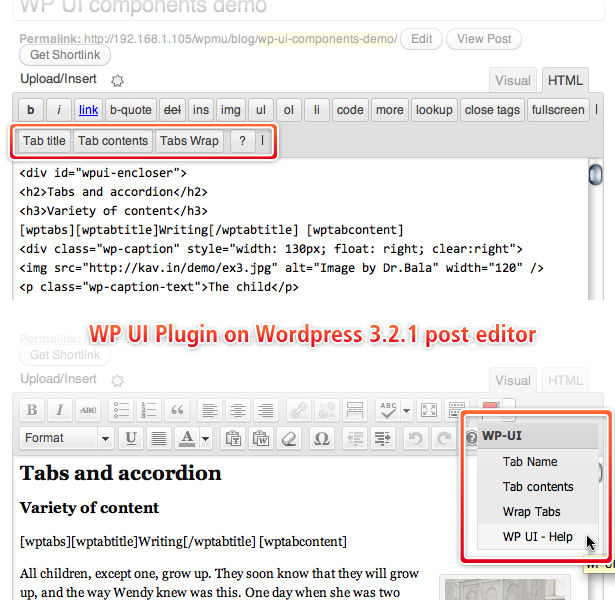 WP UI components demo
Permalink: http://192.168.1.105/wpmu/blog/wp-ui-components-demo/ Edit View Post
Get Shortlink
Upload/Insert Visual HTML
b i link b-quote del ins img ul ol li code more lookup close tags fullscreen
Tab title Tab contents Tabs Wrap ?
<div id="wpui-encloser">
<h2>Tabs and accordion</h2>
<h3>Variety of content</h3>
[wptabs][wptabtitle]Writing[/wptabtitle] [wptabcontent]
<div class="wp-caption" style="width: 130px; float: right; clear:right">
<img src="http://kav.in/demo/ex3.jpg" alt="Image by Dr.Bala" width="120" />
<p class="wp-caption-text">The child</p>
WP UI Plugin on Wordpress 3.2.1 post editor
Get Shortlink
Upload/Insert Visual HTML
B I ABC ABC
Format U A T W Ω ?
WP-UI
Tab Name
Tab contents
Wrap Tabs
WP UI - Help
Tabs and accordion
Variety of content
[wptabs][wptabtitle]Writing[/wptabtitle] [wptabcontent]
All children, except one, grow up. They soon know that they will grow
up, and the way Wendy knew was this. One day when she was two